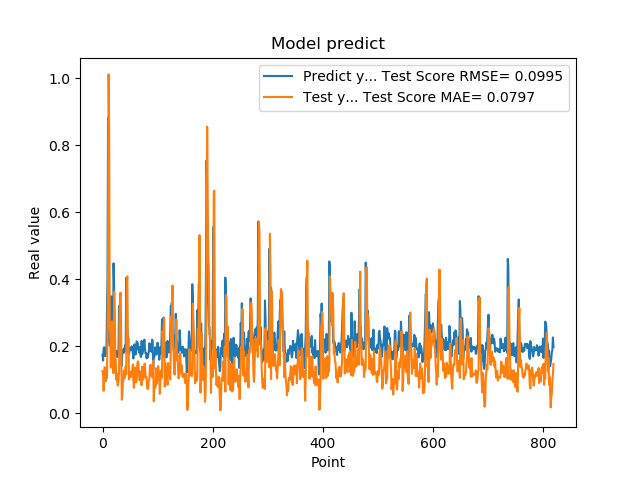 Model predict
Predict y... Test Score RMSE= 0.0995
Test y... Test Score MAE= 0.0797
1.0
0.8
0.6
0.4
0.2
0.0
Real value
0 200 400 600 800
Point